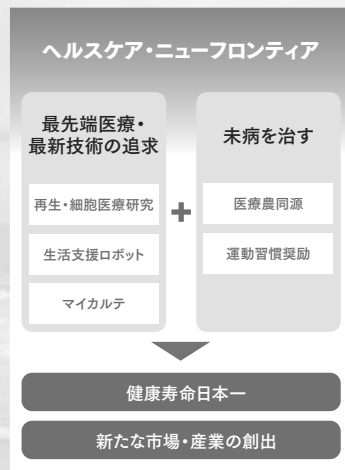 ヘルスケア・ニューフロンティア
最先端医療・
最新技術の追求
再生・細胞医療研究
生活支援ロボット
マイカルテ
+
未病を治す
医療農同源
運動習慣奨励
健康寿命日本一
新たな市場・産業の創出